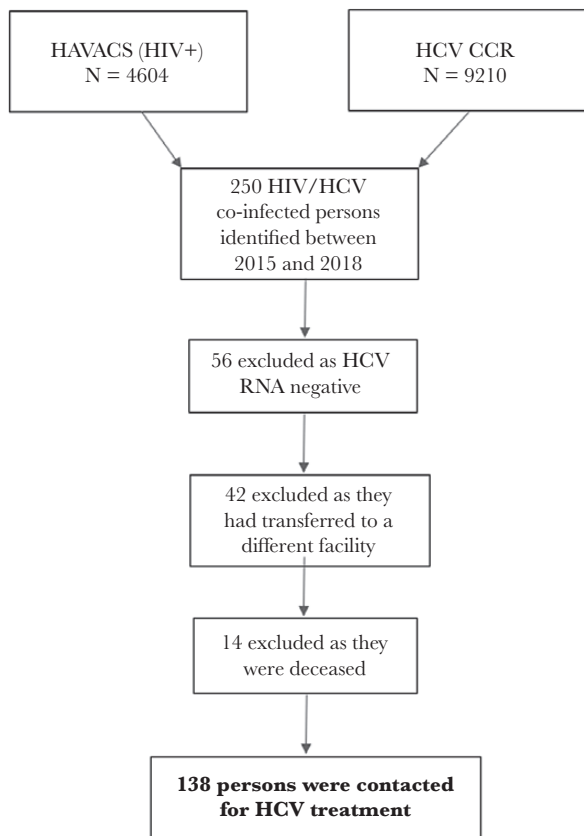 HAVACS (HIV+)
N = 4604
HCV CCR
N = 9210
250 HIV/HCV
co-infected persons
identified between
2015 and 2018
56 excluded as HCV
RNA negative
42 excluded as they
had transferred to a
different facility
14 excluded as they
were deceased
138 persons were contacted
for HCV treatment